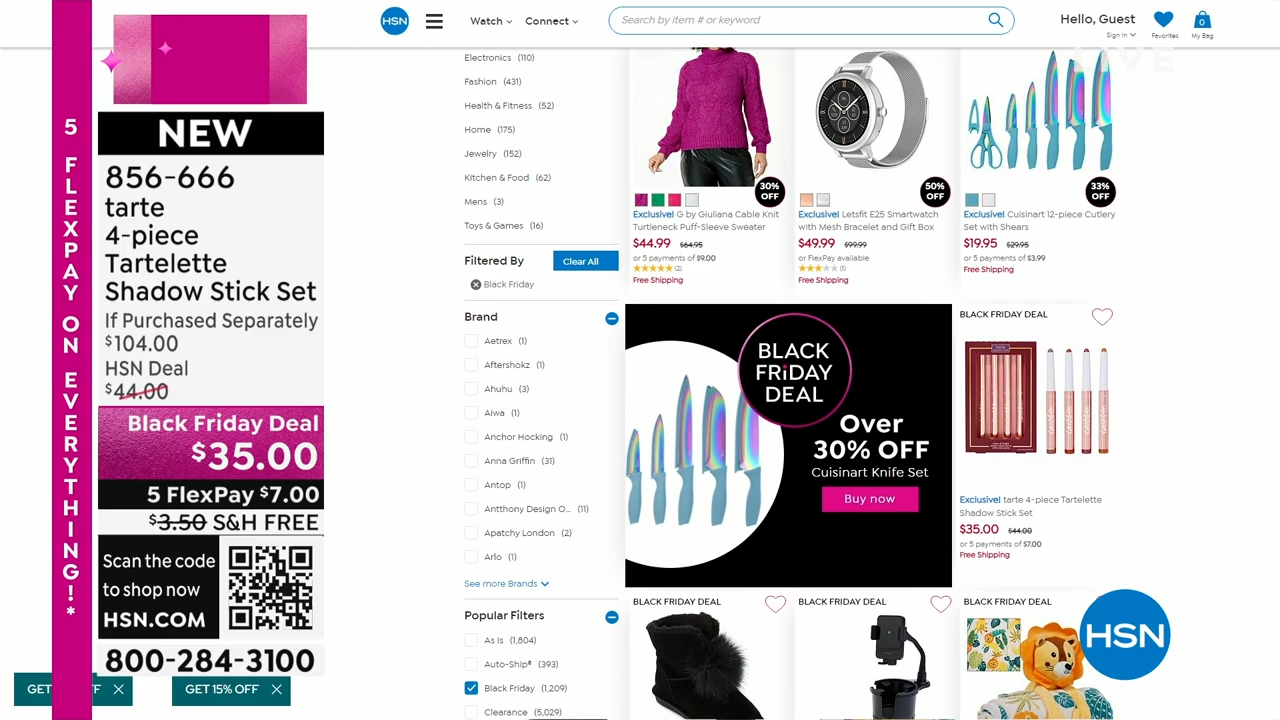 5 FLEXPAY ON EVERYTHING!*
NEW
856-666
tarte
4-piece
Tartelette
Shadow Stick Set
If Purchased Separately
$104.00
HSN Deal
$44.00
Black Friday Deal
$35.00
5 FlexPay $7.00
$3.50 S&H FREE
Scan the code
to shop now
HSN.COM
800-284-3100
GET
FF
GET 15% OFF
HSN
Watch
Connect
Search by item # or keyword
Hello, Guest
Sign In
Favorites
0
My Bag
LIVE
Electronics (110)
Fashion (431)
Health & Fitness (52)
Home (175)
Jewelry (152)
Kitchen & Food (62)
Mens (3)
Toys & Games (16)
Filtered By
Clear All
Black Friday
Brand
Aetrex (1)
Aftershokz (1)
Ahuhu (3)
Aiwa (1)
Anchor Hocking (1)
Anna Griffin (31)
Antop (1)
Antthony Design O... (11)
Apatchy London (2)
Arlo (1)
See more Brands
Popular Filters
As Is (1,804)
Auto-Ship® (393)
Black Friday (1,209)
Clearance (5,029)
30% OFF
Exclusive! G by Giuliana Cable Knit
Turtleneck Puff-Sleeve Sweater
$44.99 $64.95
or 5 payments of $9.00
(2)
Free Shipping
50% OFF
Exclusive! Letsfit E25 Smartwatch
with Mesh Bracelet and Gift Box
$49.99 $99.99
or FlexPay available
(1)
Free Shipping
33% OFF
Exclusive! Cuisinart 12-piece Cutlery
Set with Shears
$19.95 $29.95
or 5 payments of $3.99
Free Shipping
BLACK
FRiDAY
DEAL
Over
30% OFF
Cuisinart Knife Set
Buy now
BLACK FRIDAY DEAL
Exclusive! tarte 4-piece Tartelette
Shadow Stick Set
$35.00 $44.00
or 5 payments of $7.00
Free Shipping
BLACK FRIDAY DEAL
BLACK FRIDAY DEAL
BLACK FRIDAY DEAL
HSN